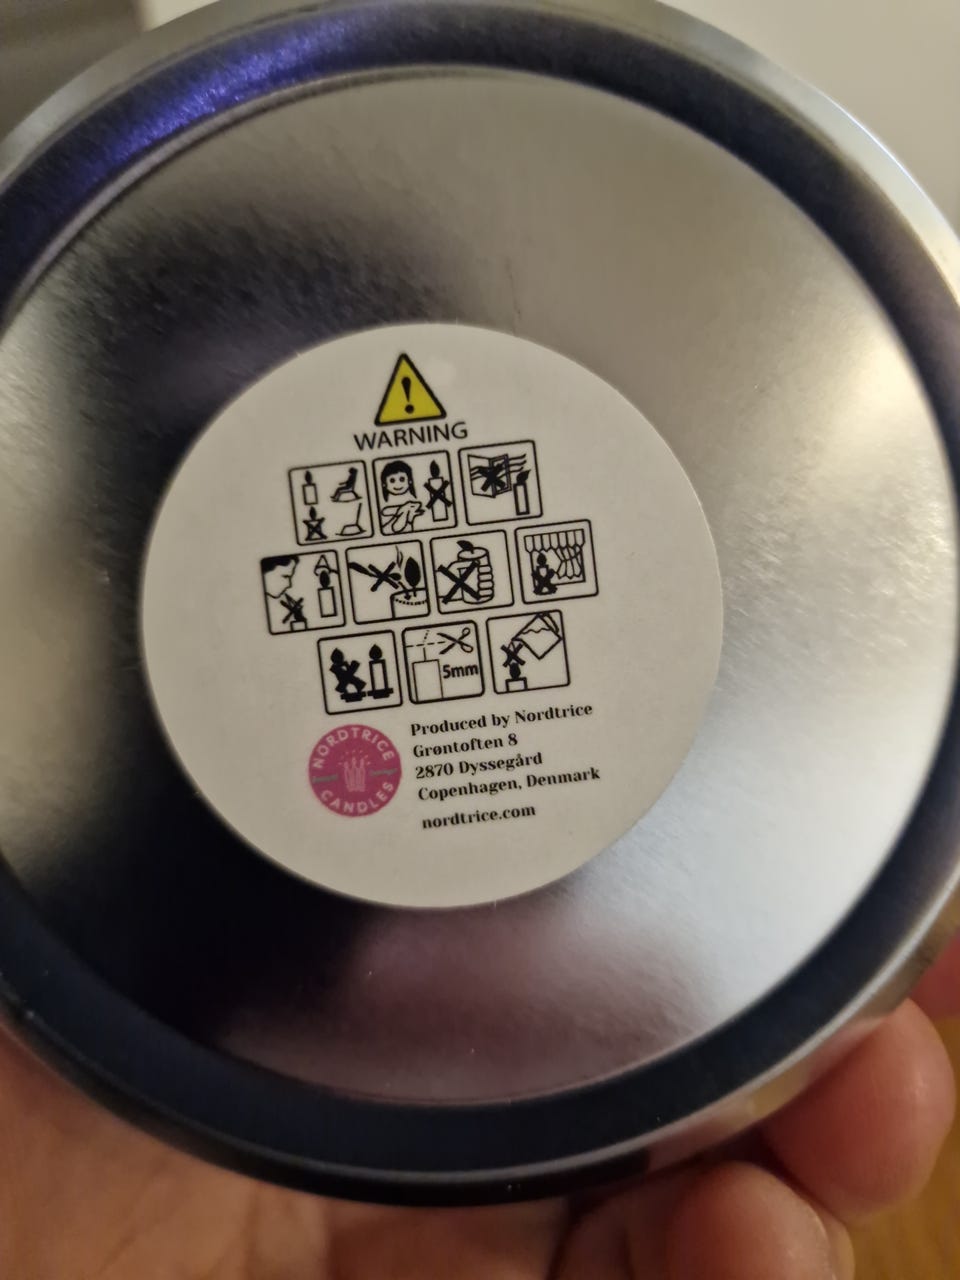 WARNING
5mm
Produced by Nordtrice
Grøntoften 8
2870 Dyssegård
Copenhagen, Denmark
nordtrice.com
NORDTRICE
CANDLES